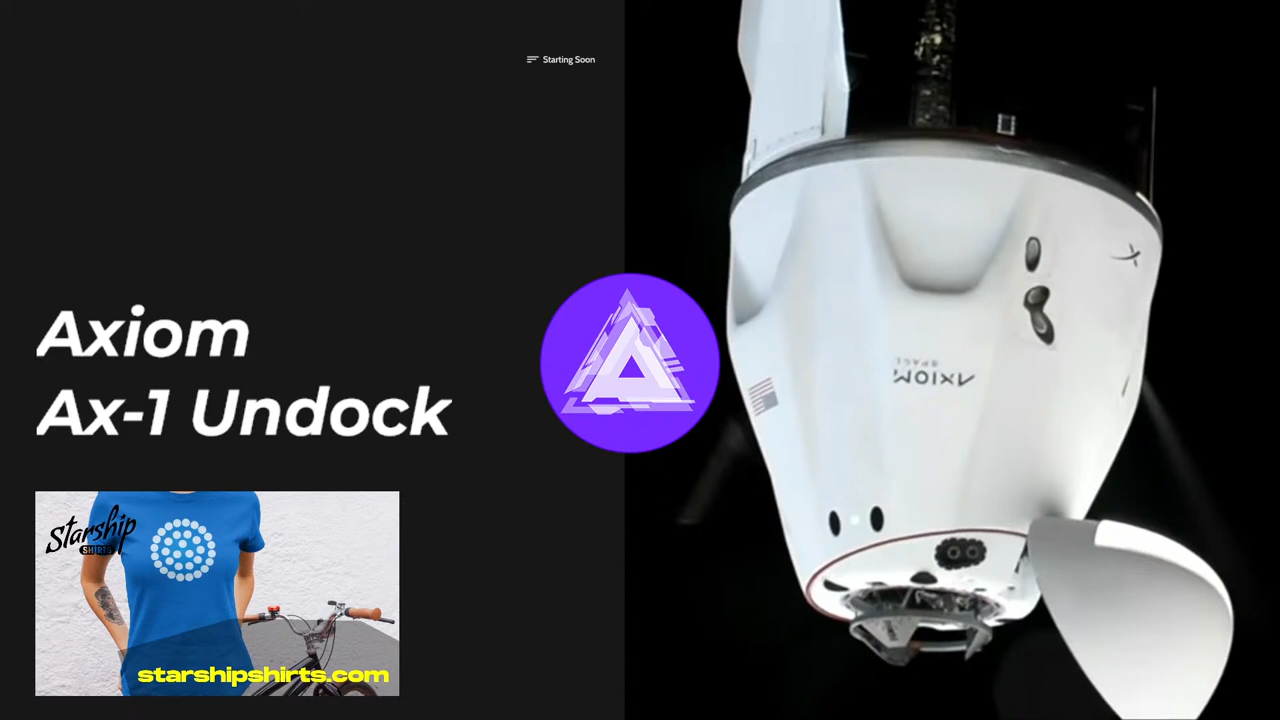 Starting Soon
Axiom
Ax-1 Undock
Starship
SHIRTS
starshipshirts.com
AXIOM
SPACE
X